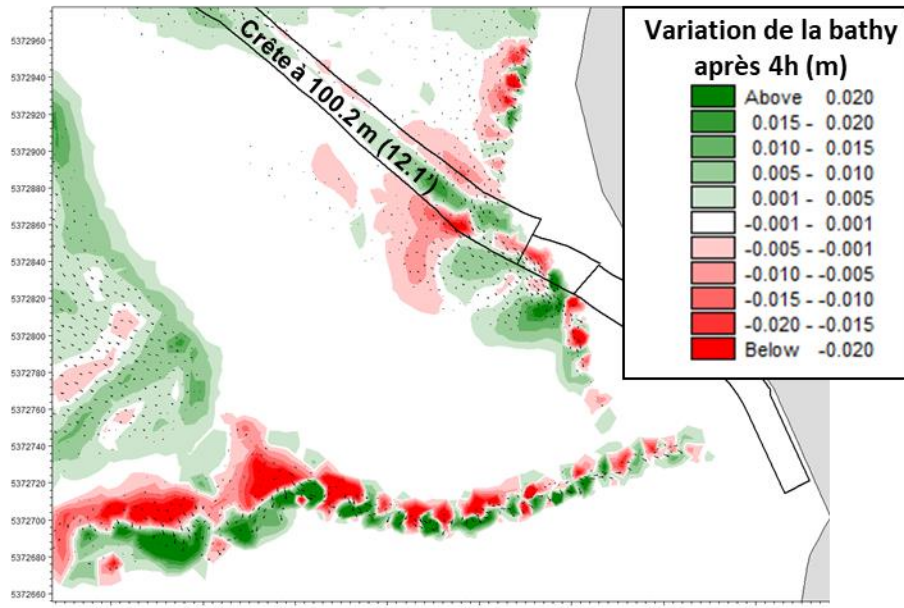 Variation de la bathy
après 4h (m)
Above 0.020
0.015 - 0.020
0.010 - 0.015
0.005 - 0.010
0.001 - 0.005
-0.001 - 0.001
-0.005 - -0.001
-0.010 - -0.005
-0.015 - -0.010
-0.020 - -0.015
Below -0.020
Crête à 100.2 m (12.1')
5372960
5372940
5372920
5372900
5372880
5372860
5372840
5372820
5372800
5372780
5372760
5372740
5372720
5372700
5372680
5372660